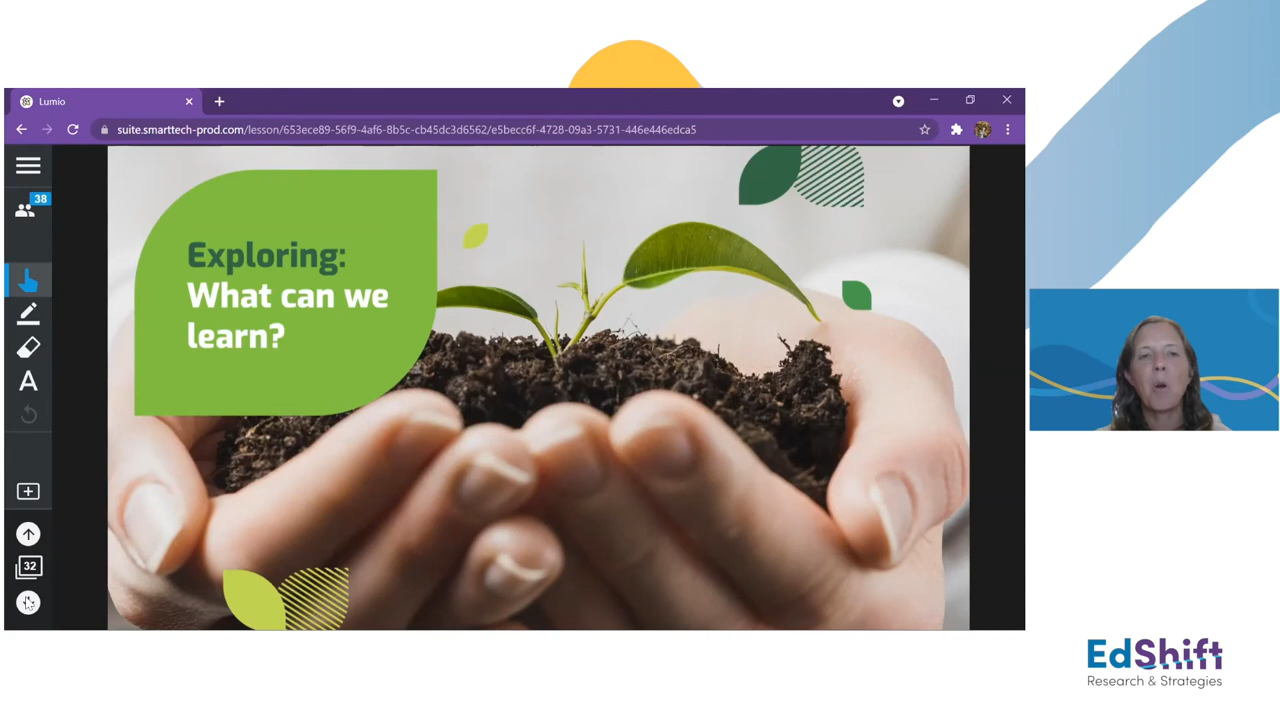 Lumio
suite.smarttech-prod.com/lesson/653ece89-56f9-4af6-8b5c-cb45dc3d6562/e5becc6f-4728-09a3-5731-446e446edca5
38
Exploring:
What can we
learn?
A
32
EdShift
Research & Strategies